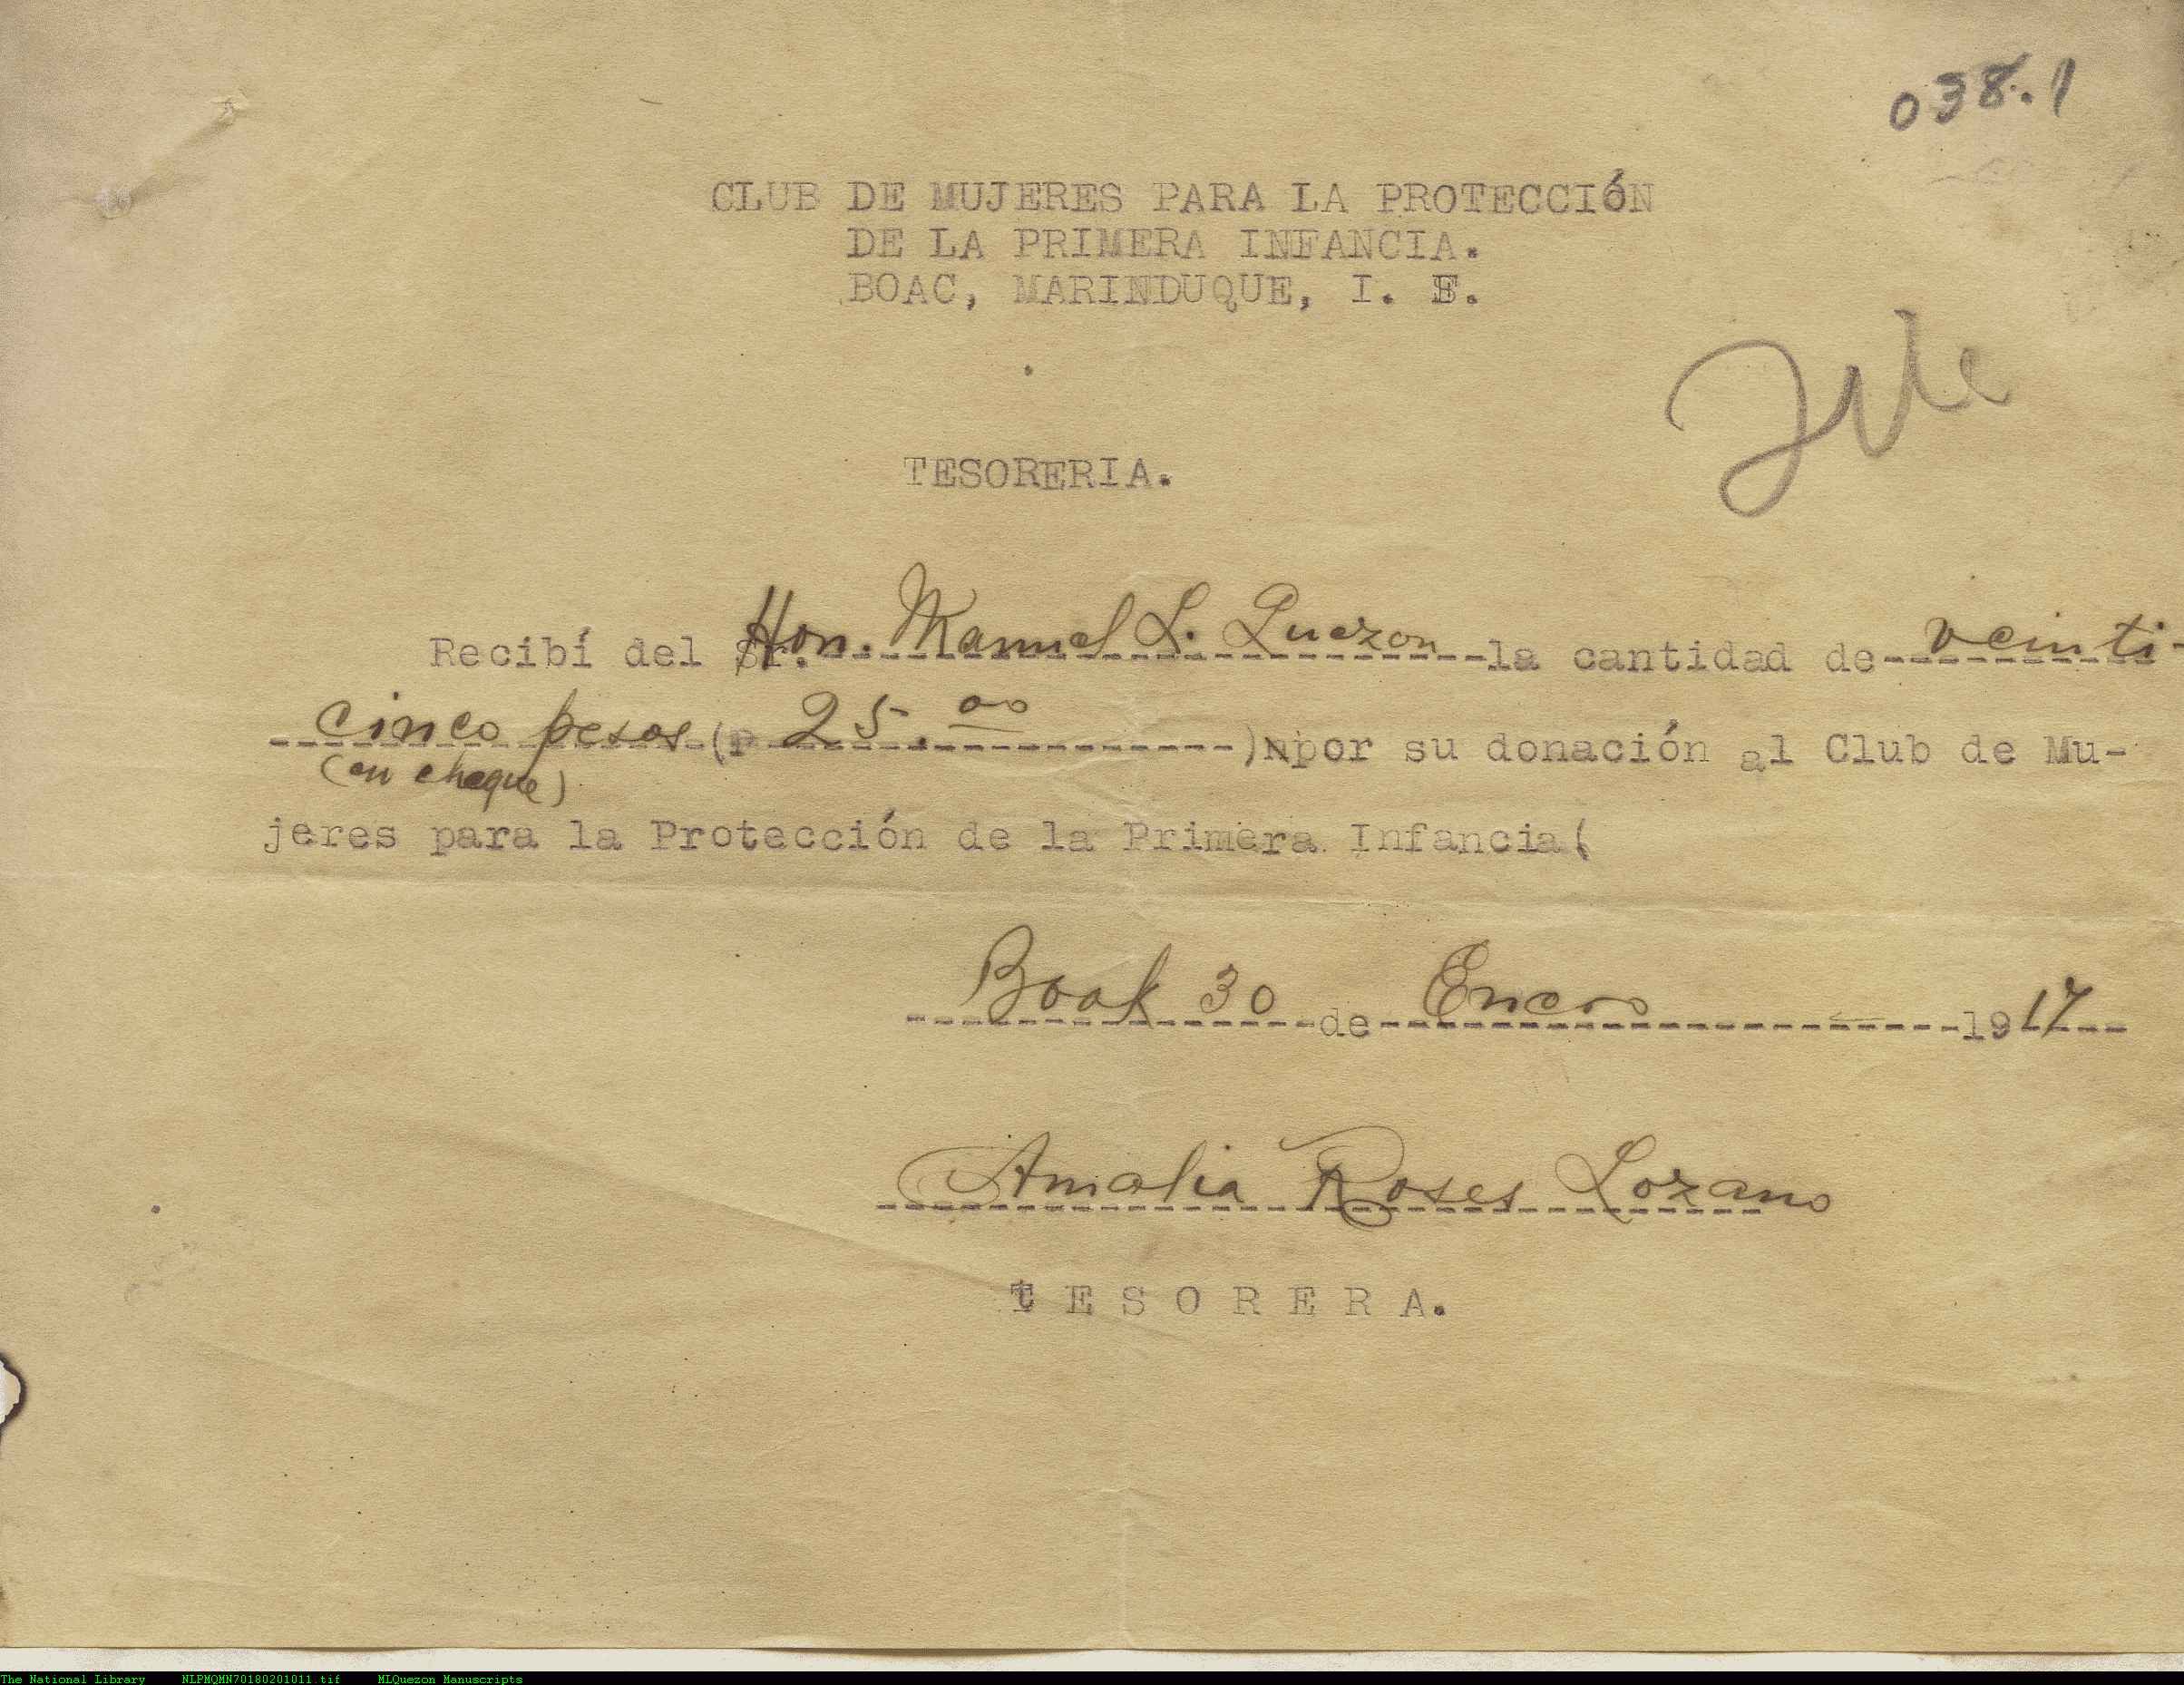 038.1
CLUB DE MUJERES PARA LA PROTECCIóN
DE LA PRIMERA INFANCIA.
BOAC, MARINDUQUE, I. F.
File
TESORERIA.
Recibí del Sr. Hon. Manuel L. Quezon la cantidad de veinti-
cinco pesos (P 25.00) por su donación al Club de Mu-
(en cheque)
jeres para la Protección de la Primera Infancia(
Boak 30 de Enero 1917
Amalia Roses Lozano
tESORERA.
The National Library NLPMQMN70180201011.tif MLQuezon Manuscripts